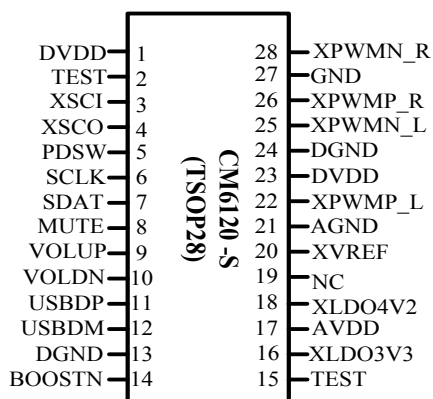 DVDD 1 28 XPWMN_R
TEST 2 27 GND
XSCI 3 26 XPWMP_R
XSCO 4 25 XPWMN_L
PDSW 5 24 DGND
SCLK 6 23 DVDD
SDAT 7 22 XPWMP_L
MUTE 8 21 AGND
VOLUP 9 20 XVREF
VOLDN 10 19 NC
USBDP 11 18 XLDO4V2
USBDM 12 17 AVDD
DGND 13 16 XLDO3V3
BOOSTN 14 15 TEST
CM6120 -S
(TSOP28)